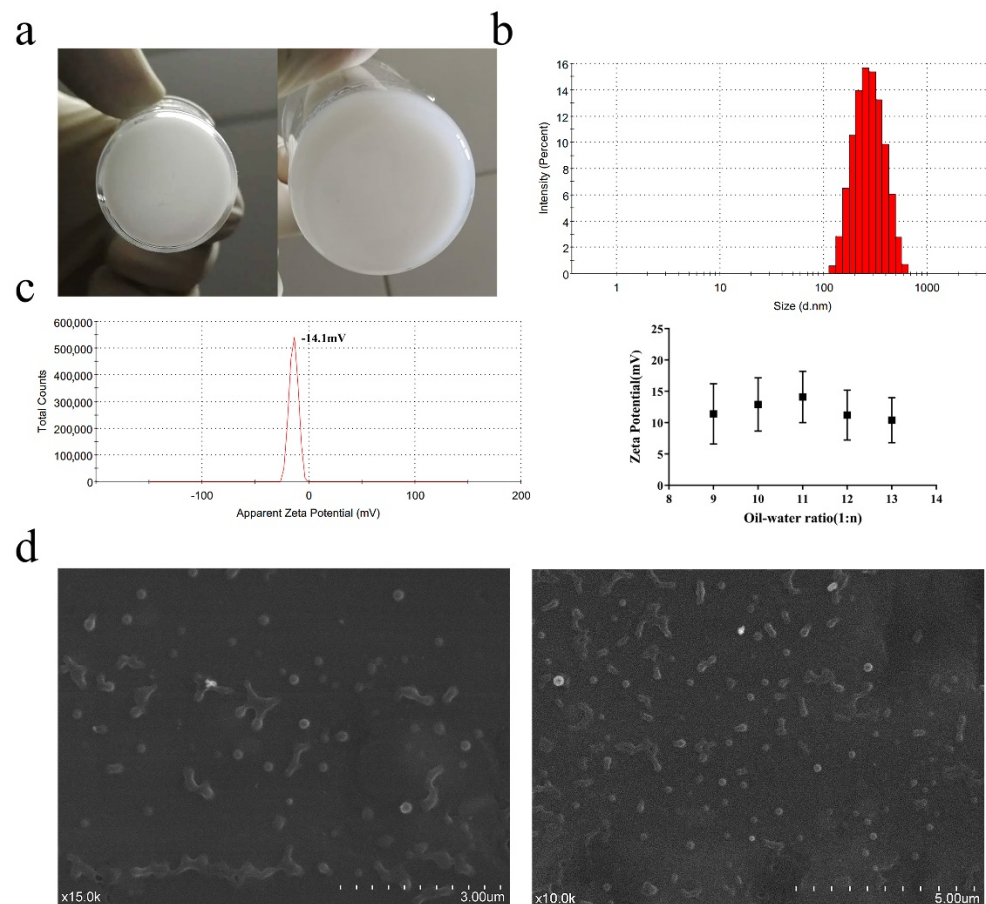 a
b
16
14
12
10
8
6
4
2
0
Intensity (Percent)
1
10
100
1000
Size (d.nm)
c
600,000
500,000
400,000
300,000
200,000
100,000
0
Total Counts
-14.1mV
-100
0
100
200
Apparent Zeta Potential (mV)
25
20
15
10
5
0
Zeta Potential(mV)
8
9
10
11
12
13
14
Oil-water ratio(1:n)
d
x15.0k
3.00um
x10.0k
5.00um